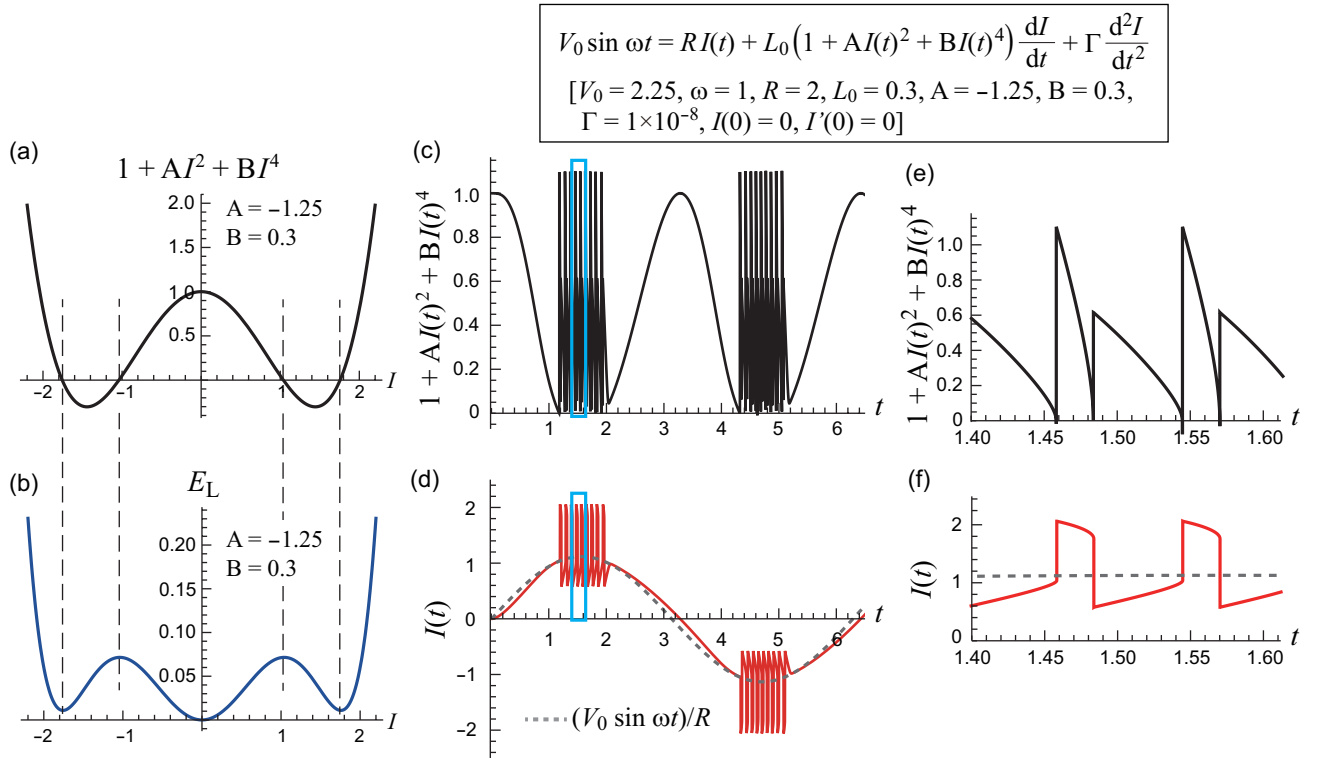 V₀ sin ωt = RI(t) + L₀(1 + AI(t)² + BI(t)⁴) dI/dt + Γ d²I/dt²
[V₀ = 2.25, ω = 1, R = 2, L₀ = 0.3, A = −1.25, B = 0.3,
Γ = 1×10⁻⁸, I(0) = 0, I’(0) = 0]
(a)
1 + AI² + BI⁴
A = −1.25
B = 0.3
2.0
1.5
1.0
0.5
−2 −1 1 2 I
(b)
E_L
A = −1.25
B = 0.3
0.20
0.15
0.10
0.05
−2 −1 1 2 I
(c)
1 + AI(t)² + BI(t)⁴
1.0
0.8
0.6
0.4
0.2
0
1 2 3 4 5 6 t
(d)
I(t)
2
1
0
−1
−2
1 2 3 4 5 6 t
(V₀ sin ωt)/R
(e)
1 + AI(t)² + BI(t)⁴
1.0
0.8
0.6
0.4
0.2
0
1.40 1.45 1.50 1.55 1.60 t
(f)
I(t)
2
1
0
1.40 1.45 1.50 1.55 1.60 t